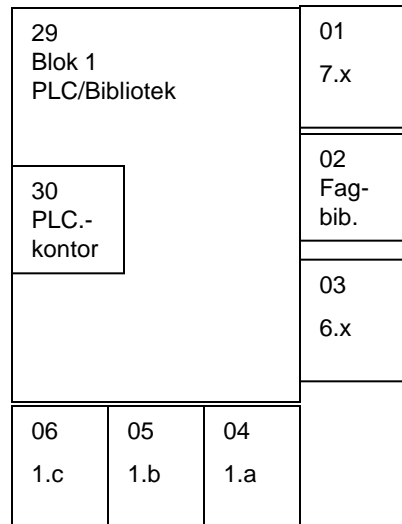 29
Blok 1
PLC/Bibliotek
01
7.x
30
PLC.-
kontor
02
Fag-
bib.
03
6.x
06
1.c
05
1.b
04
1.a